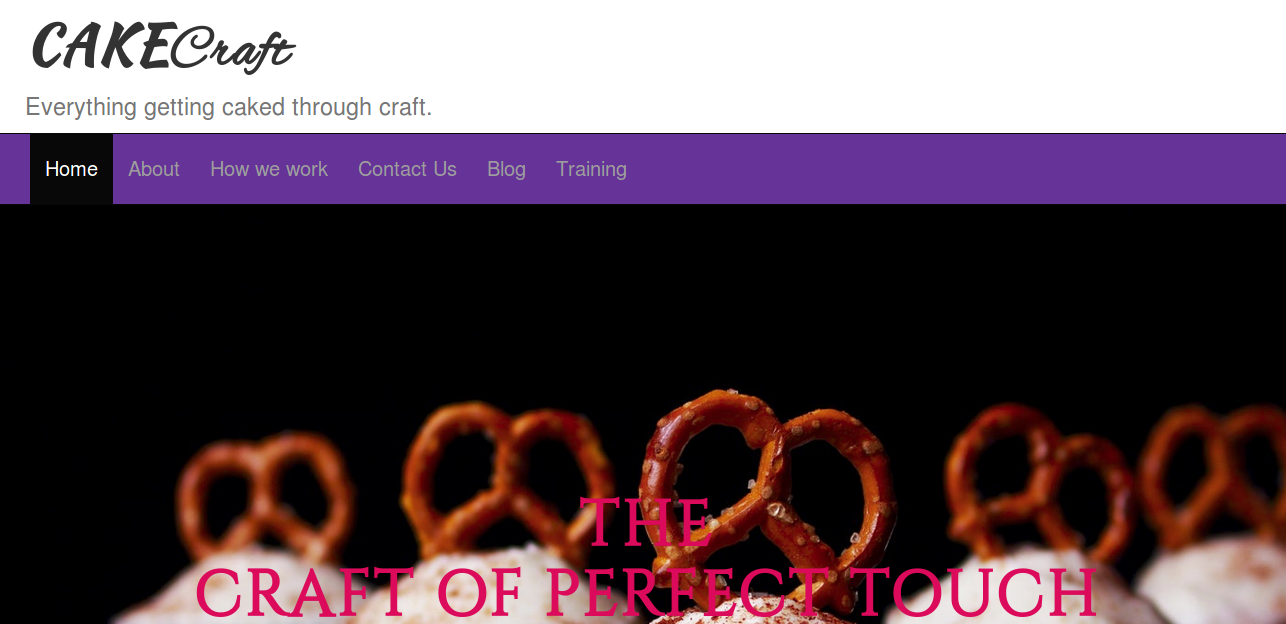 CAKECraft
Everything getting caked through craft.
Home About How we work Contact Us Blog Training
THE
CRAFT OF PERFECT TOUCH